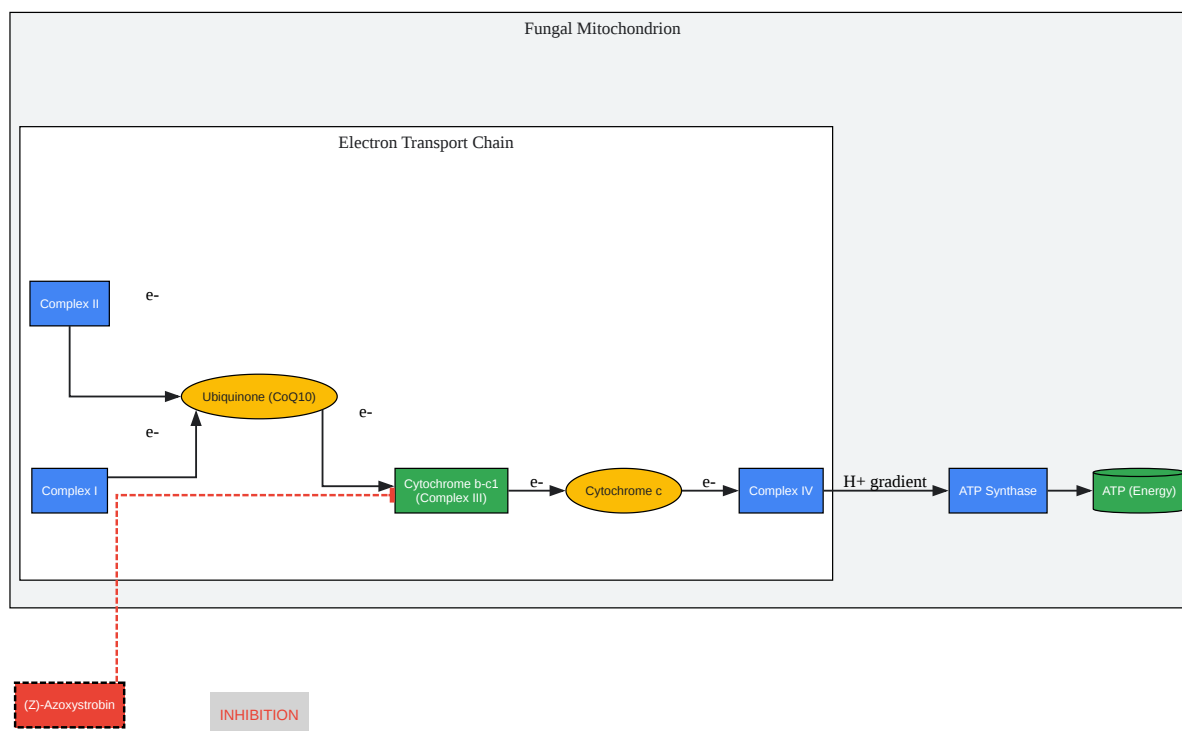 Fungal Mitochondrion
Electron Transport Chain
Complex II
e-
Ubiquinone (CoQ10)
e-
e-
Complex I
Cytochrome b-c1
(Complex III)
e-
Cytochrome c
e-
Complex IV
H+ gradient
ATP Synthase
ATP (Energy)
(Z)-Azoxystrobin
INHIBITION